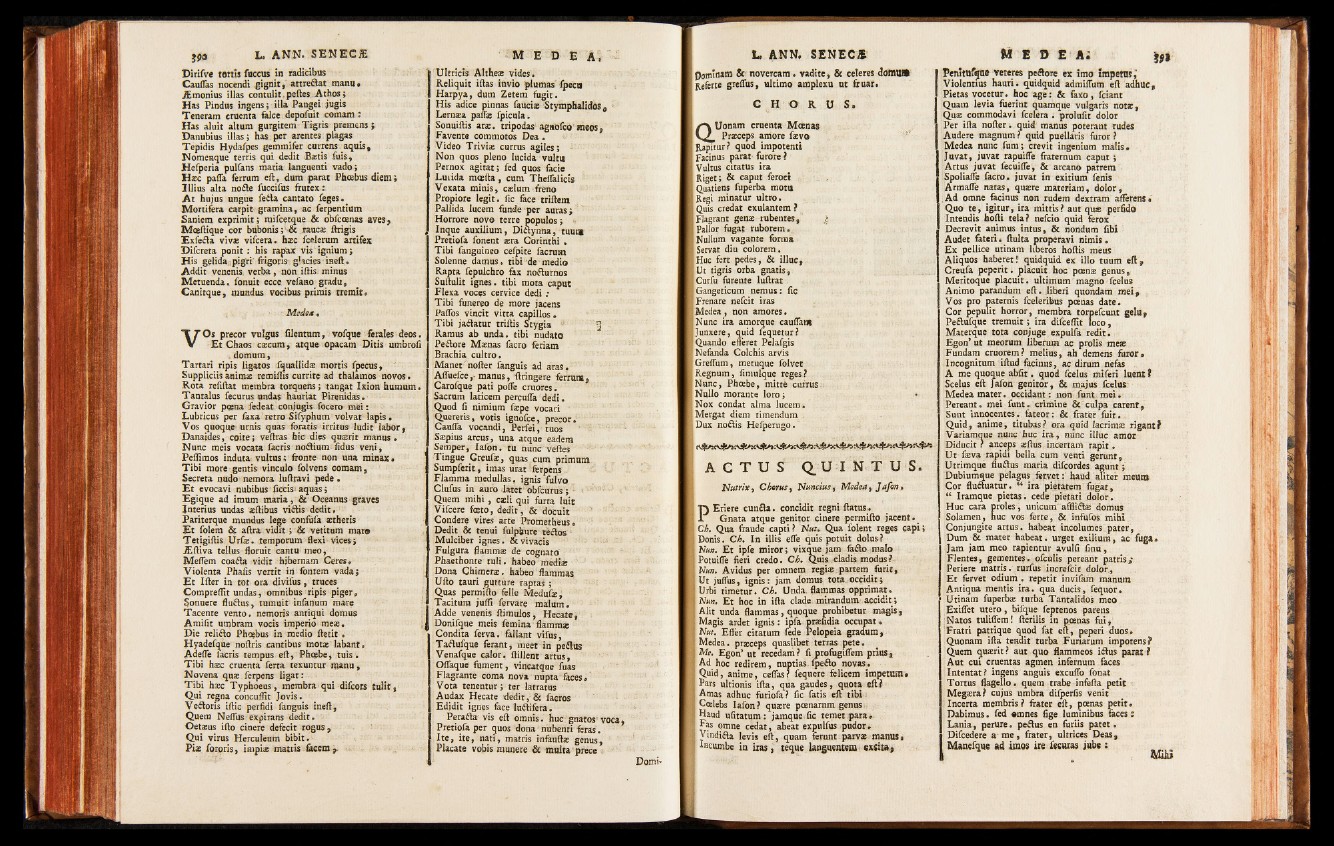 392 L. ANN. SENECÆ
Diriſve tortis ſuccus in radicibus
Cauſſas nocendi gignit, attrectat manu.
Æmonius illas contulit peſtes Athos;
Has Pindus ingens; illa Pangei jugis
Teneram cruenta falce depoſuit comam:
Has aluit altum gurgitem Tigris premens;
Danubius illas; has per arentes plagas
Tepidis Hydaſpes gemmifer currens aquis,
Nomenque terris qui dedit Bætis ſuis,
Heſperia pulſans maria languenti vado;
Hæc paſſa ferrum eſt, dum parat Phœbus diem;
Illius alta nocte ſucciſus frutex:
At hujus ungue ſecta cantato ſeges.
Mortifera carpit gramina, ac ſerpentium
Saniem exprimit; miſcetque & obſcœnas aves,
Mœſtique cor bubonis; & raucæ ſtrigis
Exſecta vivæ viſcera. hæc ſcelerum artifex
Diſcreta ponit: his rapax vis ignium;
His gelida pigri frigoris glacies ineſt.
Addit venenis verba, non iſtis minus
Metuenda. ſonuit ecce veſano gradu,
Canitque, mundus vocibus primis tremit.
Medea.
VOs precor vulgus ſilentum, voſque ferales deos.
Et Chaos cæcum, atque opacam Ditis umbroſi
domum,
Tartari ripis ligatos ſquallidæ mortis ſpecus,
Suppliciis animæ remiſſis currite ad thalamos novos.
Rota reſiſtat membra torquens; tangat Ixion humum.
Tantalus ſecurus undas hauriat Pirenidas.
Gravior pœna ſedeat conjugis ſocero mei:
Lubricus per ſaxa retro Siſyphum volvat lapis.
Vos quoque urnis quas foratis irritus ludit labor,
Danaides, coite; veſtras hic dies quærit manus.
Nunc meis vocata ſacris noctium ſidus veni,
Peſſimos induta vultus: fronte non una minax.
Tibi more gentis vinculo ſolvens comam,
Secreta nudo nemora luſtravi pede.
Et evocavi nubibus ſiccis aquas;
Egique ad imum maria, & Oceanus graves
Interius undas æſtibus victis dedit.
Pariterque mundus lege confuſa ætheris
Et ſolem & aſtra vidit; & vetitum mare
Tetigiſtis Urſæ. temporum flexi vices;
Æſtiva tellus floruit cantu meo,
Meſſem coacta vidit hibernam Ceres.
Violenta Phaſis vertit in fontem vada;
Et Iſter in tot ora diviſus, truces
Compreſſit undas, omnibus ripis piger.
Sonuere fluctus, tumuit inſanum mare
Tacente vento. nemoris antiqui domus
Amiſit umbram vocis imperio meæ.
Die relicto Phœbus in medio ſtetit.
Hyadeſque noſtris cantibus motæ labant.
Adeſſe ſacris tempus eſt, Phœbe, tuis.
Tibi hæc cruenta ſerta texuntur manu,
Novena quæ ſerpens ligat:
Tibi hæc Typhoeus, membra qui diſcors tulit,
Qui regna concuſſit Jovis.
Vectoris iſtic perfidi ſanguis ineſt,
Quem Neſſus expirans dedit.
Oetæus iſto cinere defecit rogus,
Qui virus Herculeum bibit.
Piæ ſororis, impiæ matris facem,
MEDEA,
Ultricis Altheæ vides.
Reliquit iſtas invio plumas ſpecu
Harpya, dum Zetem fugit.
His adice pinnas ſauciæ Stymphalidos,
Lernæa paſſæ ſpicula.
Sonuiſtis aræ. tripodas agnoſco meos,
Favente commotos Dea.
Video Triviæ currus agiles;
Non quos pleno lucida vultu
Pernox agitat; ſed quos facie
Lurida mœſta, cum Theſſalicis
Vexata minis, cælum freno
Propiore legit. ſic face triſtem
Pallida lucem funde per auras;
Horrore novo terre populos;
Inque auxilium, Dictynna, tuum
Pretioſa ſonent æra Corinthi.
Tibi ſanguineo ceſpite ſacrum
Solenne damus. tibi de medio
Rapta ſepulchro fax nocturnos
Suſtulit ignes. tibi mota caput
Flexa voces cervice dedi:
Tibi funereo de more jacens
Paſſos vincit vitta capillos.
Tibi jactatur triſtis Stygia
Ramus ab unda. tibi nudato
Pectore Mænas ſacro feriam
Brachia cultro.
Manet noſter ſanguis ad aras.
Aſſueſce, manus, ſtringere ferrum,
Caroſque pati poſſe cruores.
Sacrum laticem percuſſa dedi.
Quod ſi nimium ſæpe vocari
Quereris, votis ignoſce, precor.
Cauſſa vocandi, Perſei, tuos
Sæpius arcus, una atque eadem
Semper, Iaſon. tu nunc veſtes
Tingue Creuſæ, quas cum primum
Sumpſerit, imas urat ſerpens
Flamma medullas. ignis fulvo
Cluſus in auro latet obſcurus;
Quem mihi, cæli qui furta luit
Viſcere fœto, dedit, & docuit
Condere vires arte Prometheus.
Dedit & tenui ſulphure tectos
Mulciber ignes. & vivacis
Fulgura flammæ de cognato
Phaethonte tuli. habeo mediæ
Dona Chimeræ. habeo flammas
Uſto tauri gutture raptas;
Quas permiſto felle Meduſæ,
Tacitum juſſi ſervare malum.
Adde venenis ſtimulos, Hecate,
Doniſque meis ſemina flammæ
Condita ſerva. fallant viſus,
Tactuſque ferant, meet in pectus
Venaſque calor. ſtillent artus,
Oſſaque fument, vincatque ſuas
Flagrante coma nova nupta faces.
Vota tenentur; ter latratus
Audax Hecate dedit, & ſacros
Edidit ignes face luctifera.
Peracta vis eſt omnis. huc gnatos voca,
Pretioſa per quos dona nubenti feras.
Ite, ite, nati, matris infauſtæ genus,
Placate vobis munere & multa prece
Domi-
L. ANN. SENECÆ
Dominam & novercam. vadite, & celeres domum
Referte greſſus, ultimo amplexu ut fruar.
CHORUS.
QUonam cruenta Mœnas
Præceps amore ſævo
Rapitur? quod impotenti
Facinus parat furore?
Vultus citatus ira
Riget; & caput feroci
Quatiens ſuperba motu
Regi minatur ultro.
Quis credat exulantem?
Flagrant genæ rubentes,
Pallor fugat ruborem.
Nullum vagante forma
Servat diu colorem.
Huc fert pedes, & illuc,
Ut tigris orba gnatis,
Curſu furente luſtrat
Gangeticum nemus: ſic
Frenare neſcit iras
Medea, non amores.
Nunc ira amorque cauſſam
Junxere, quid ſequetur?
Quando efferet Pelaſgis
Nefanda Colchis arvis
Greſſum, metuque ſolvet
Regnum, ſimulque reges?
Nunc, Phœbe, mitte currus
Nullo morante loro;
Nox condat alma lucem.
Mergat diem timendum
Dux noctis Heſperugo.
ACTUS QUINTUS.
Nutrix, Chorus, Nuncius, Medea, Jaſon,
PEriere cuncta. concidit regni ſtatus.
Gnata atque genitor cinere permiſto jacent.
Ch. Qua fraude capti? Nut. Qua ſolent reges capi;
Donis. Ch. In illis eſſe quis potuit dolus?
Nun. Et ipſe miror; vixque jam facto malo
Potuiſſe fieri credo. Ch. Quis cladis modus?
Nun. Avidus per omnem regiæ partem furit,
Ut juſſus, ignis: jam domus tota occidit;
Urbi timetur. Ch. Unda flammas opprimat.
Nun. Et hoc in iſta clade mirandum accidit;
Alit unda flammas, quoque prohibetur magis,
Magis ardet ignis: ipſa præſidia occupat.
Nut. Effer citatum ſede Pelopeia gradum,
Medea. præceps quaslibet terras pete.
Me. Egon' ut recedam? ſi profugiſſem prius,
Ad hoc redirem, nuptias ſpecto novas.
Quid, anime, ceſſas? ſequere felicem impetum.
Pars ultionis iſta, qua gaudes, quota eſt?
Amas adhuc furioſa? ſic ſatis eſt tibi
Cœlebs Iaſon? quære pœnarum genus
Haud uſitatum: jamque ſic temet para.
Fas omne cedat, abeat expulſus pudor.
Vindicta levis eſt, quam ferunt parvæ manus.
Incumbe in iras, teque languentem excita,
MEDEA. 393
Penituſque veteres pectore ex imo impetus,
Violentius hauri. quidquid admiſſum eſt adhuc,
Pietas vocetur. hoc age: & faxo, ſciant
Quam levia fuerint quamque vulgaris notæ,
Quæ commodavi ſcelera. proluſit dolor
Per iſta noſter. quid manus poterant rudes
Audere magnum? quid puellaris furor?
Medea nunc ſum; crevit ingenium malis.
Juvat, juvat rapuiſſe fraternum caput;
Artus juvat ſecuiſſe, & arcano patrem
Spoliaſſe ſacro. juvat in exitium ſenis
Armaſſe natas, quære materiam, dolor,
Ad omne facinus non rudem dextram afferens.
Quo te, igitur, ira mittis? aut quæ perfido
Intendis hoſti tela? neſcio quid ferox
Decrevit animus intus, & nondum ſibi
Audet fateri. ſtulta properavi nimis.
Ex pellice utinam liberos hoſtis meus
Aliquos haberet! quidquid ex illo tuum eſt,
Creuſa peperit. placuit hoc pœnæ genus,
Meritoque placuit. ultimum magno ſcelus
Animo parandum eſt. liberi quondam mei,
Vos pro paternis ſceleribus pœnas date.
Cor pepulit horror, membra torpeſcunt gelu,
Pectuſque tremuit; ira diſceſſit loco,
Materque tota conjuge expulſa redit.
Egon' ut meorum liberum ac prolis meæ
Fundam cruorem? melius, ah demens furor.
Incognitum iſtud facinus, ac dirum nefas
A me quoque abſit. quod ſcelus miſeri luent?
Scelus eſt Jaſon genitor, & majus ſcelus
Medea mater. occidant: non ſunt mei.
Pereant. mei ſunt. crimine & culpa carent,
Sunt innocentes. fateor: & frater fuit.
Quid, anime, titubas? ora quid lacrimæ rigant?
Variamque nunc huc ira, nunc illuc amor
Diducit? anceps æſtus incertam rapit.
Ut ſæva rapidi bella cum venti gerunt,
Utrimque fluctus maria diſcordes agunt;
Dubiumque pelagus fervet: haud aliter meum
Cor fluctuatur. “ ira pietatem fugat,
“ Iramque pietas. cede pietati dolor.
Huc cara proles, unicum afflictæ domus
Solamen, huc vos ferte, & infuſos mihi
Conjungite artus. habeat incolumes pater,
Dum & mater habeat. urget exilium, ac fuga.
Jam jam meo rapientur avulſi ſinu,
Flentes, gementes. oſculis pereant patris,
Periere matris. rurſus increſcit dolor,
Et fervet odium. repetit inviſam manum
Antiqua mentis ira. qua ducis, ſequor.
Utinam ſuperbæ turba Tantalidos meo
Exiſſet utero, biſque ſeptenos parens
Natos tuliſſem! ſterilis in pœnas fui,
Fratri patrique quod ſat eſt, peperi duos.
Quonam iſta tendit turba Furiarum impotens?
Quem quærit? aut quo flammeos ictus parat?
Aut cui cruentas agmen infernum faces
Intentat? ingens anguis excuſſo ſonat
Tortus flagello. quem trabe infeſta petit
Megæra? cujus umbra diſperſis venit
Incerta membris? frater eſt, pœnas petit.
Dabimus. ſed omnes fige luminibus faces:
Lania, perure. pectus en furiis patet.
Diſcedere a me, frater, ultrices Deas,
Maneſque ad imos ire ſecuras jube:
Mihi